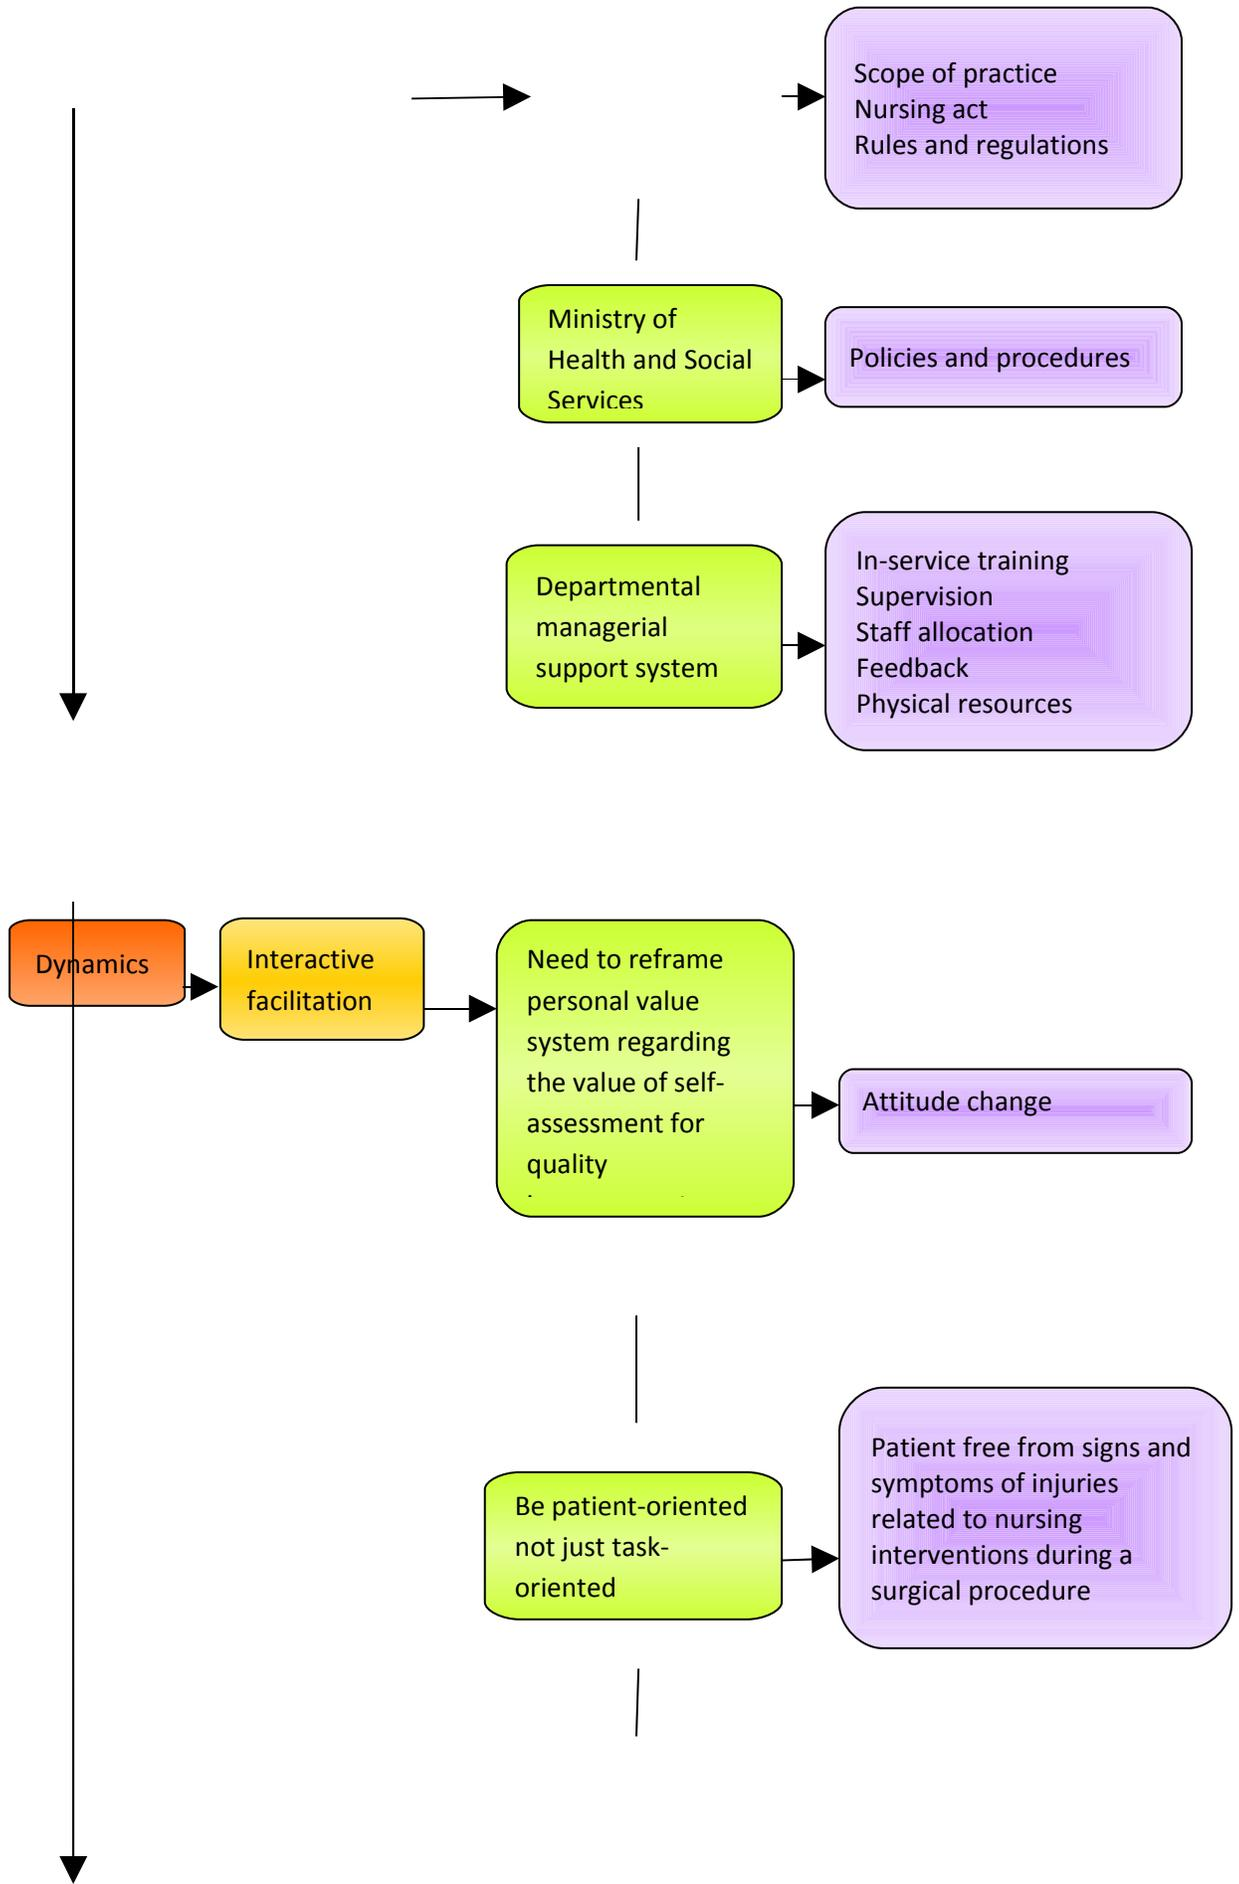 Scope of practice
Nursing act
Rules and regulations
Ministry of
Health and Social
Services
Policies and procedures
Departmental
managerial
support system
In-service training
Supervision
Staff allocation
Feedback
Physical resources
Dynamics
Interactive
facilitation
Need to reframe
personal value
system regarding
the value of self-
assessment for
quality
Attitude change
Be patient-oriented
not just task-
oriented
Patient free from signs and
symptoms of injuries
related to nursing
interventions during a
surgical procedure